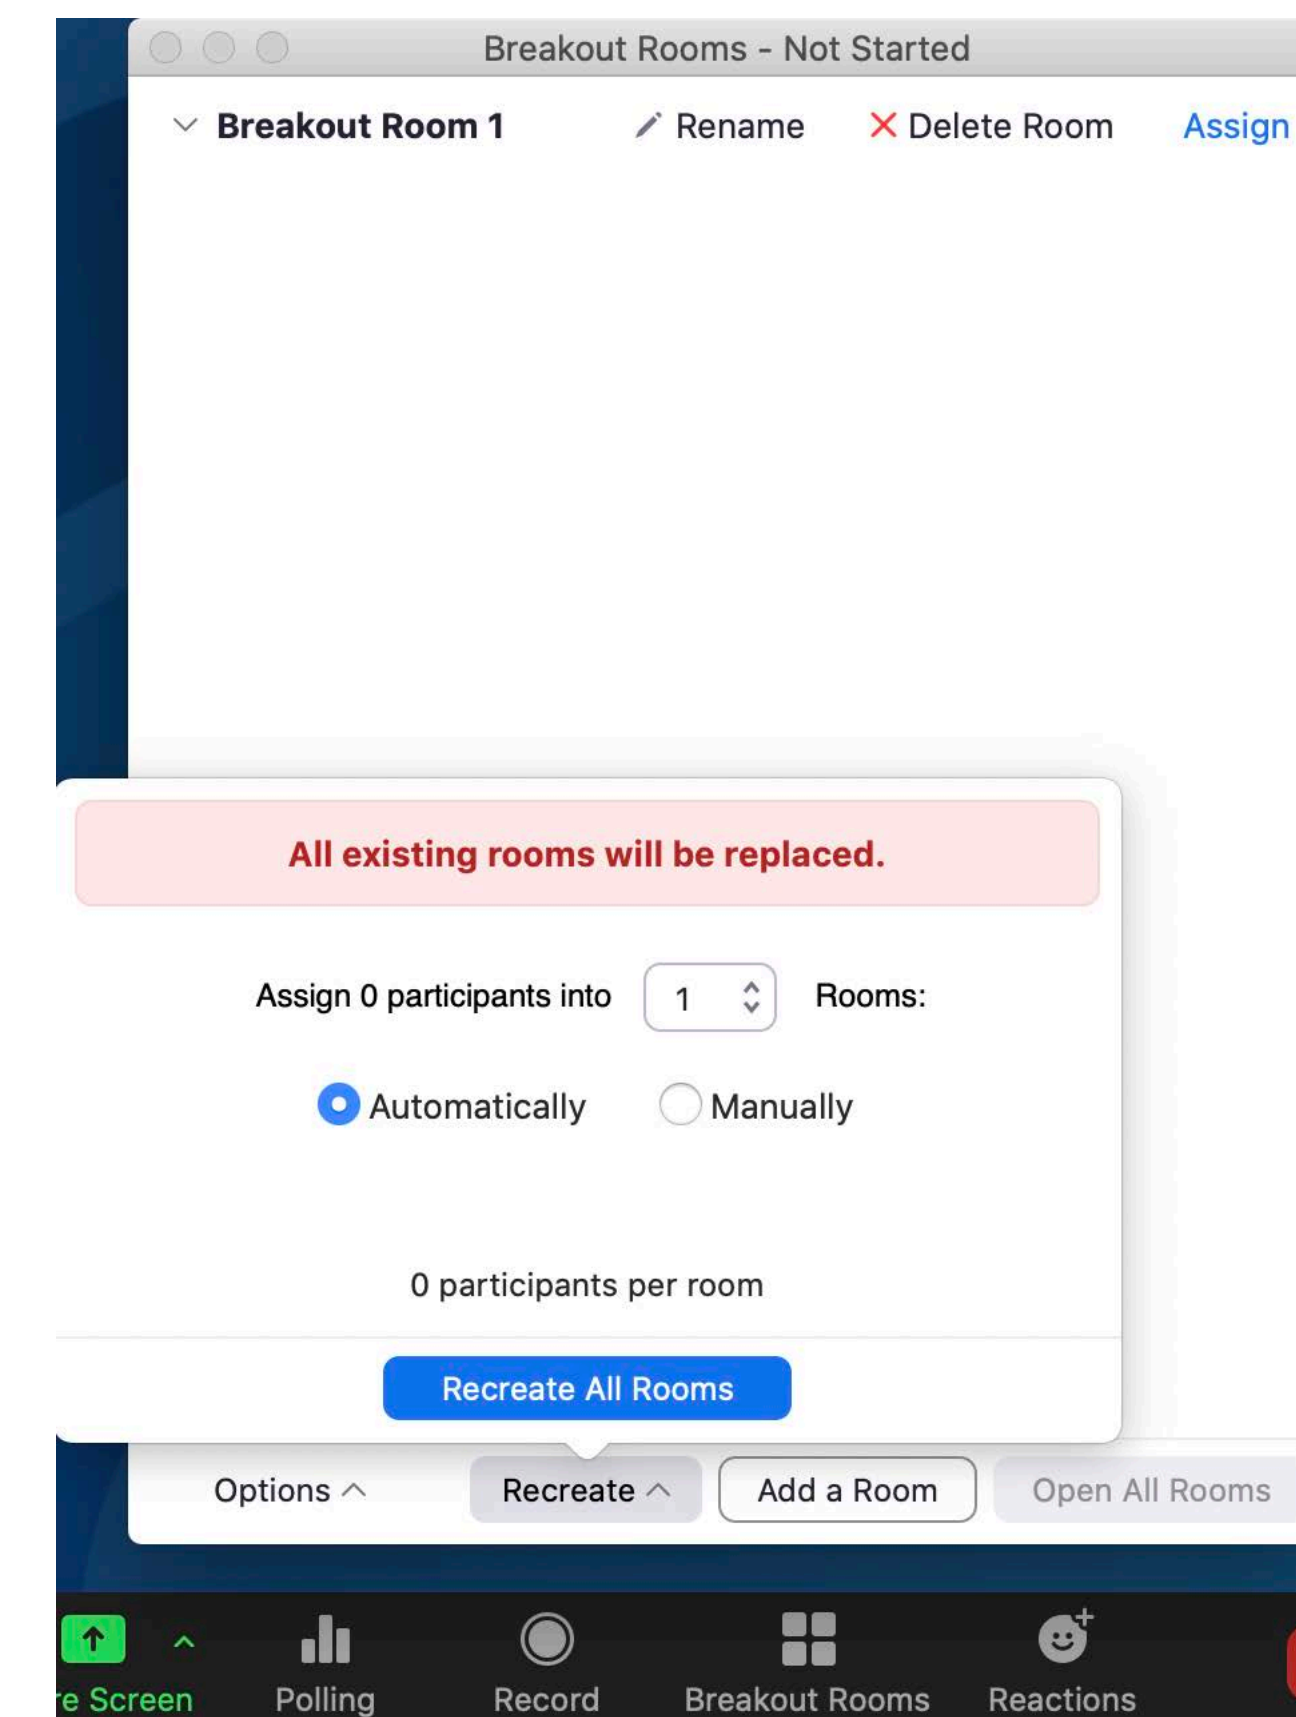 Breakout Rooms - Not Started
Breakout Room 1 Rename Delete Room Assign
All existing rooms will be replaced.
Assign 0 participants into 1 Rooms:
Automatically Manually
0 participants per room
Recreate All Rooms
Options Recreate Add a Room Open All Rooms
re Screen Polling Record Breakout Rooms Reactions